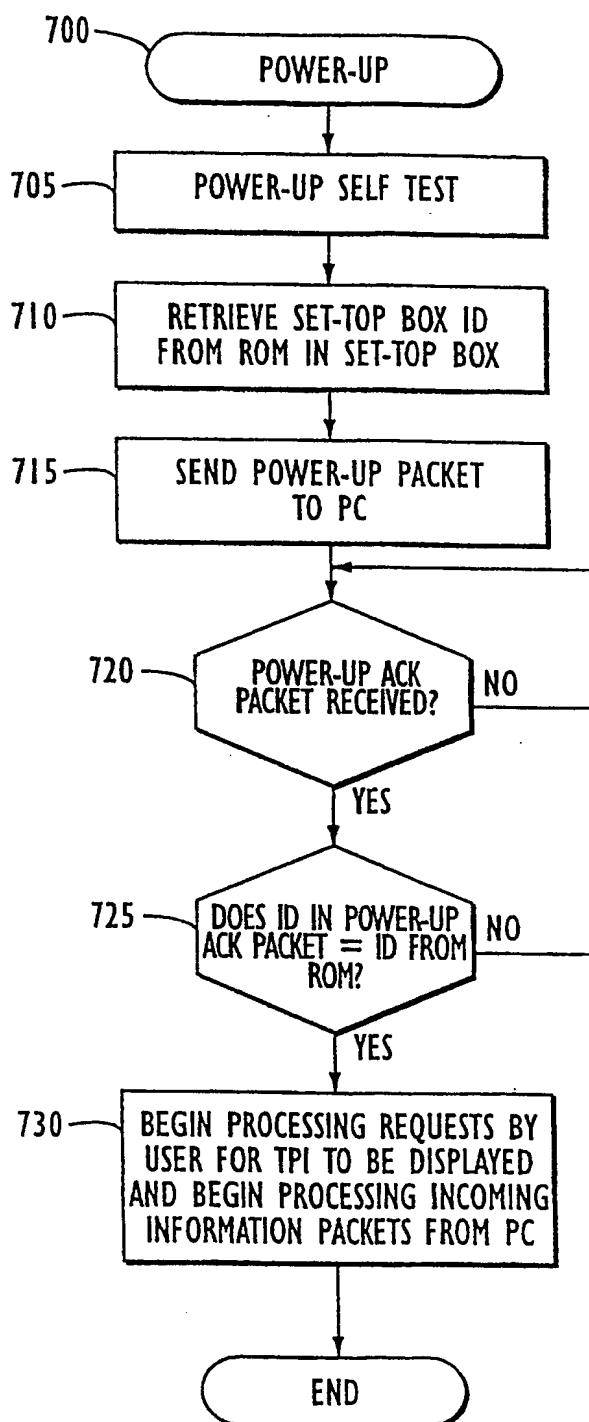 700
POWER-UP
705
POWER-UP SELF TEST
710
RETRIEVE SET-TOP BOX ID
FROM ROM IN SET-TOP BOX
715
SEND POWER-UP PACKET
TO PC
720
POWER-UP ACK
PACKET RECEIVED?
NO
YES
725
DOES ID IN POWER-UP
ACK PACKET = ID FROM
ROM?
NO
YES
730
BEGIN PROCESSING REQUESTS BY
USER FOR TPI TO BE DISPLAYED
AND BEGIN PROCESSING INCOMING
INFORMATION PACKETS FROM PC
END